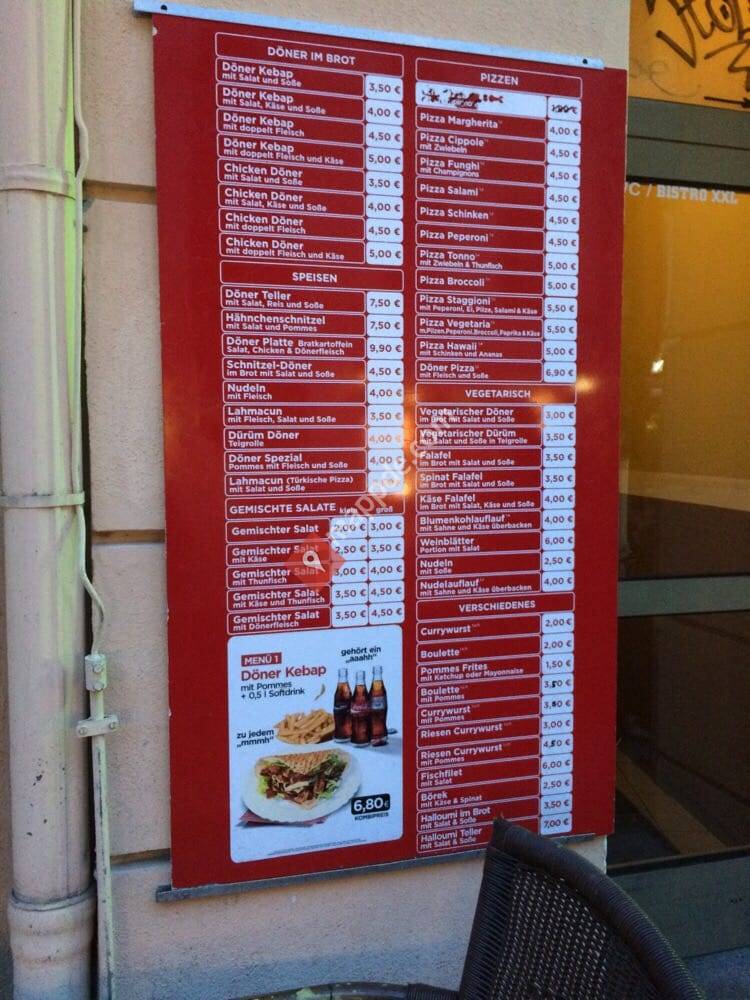 DÖNER IM BROT
Döner Kebap
mit Salat und Soße
3,50 €
Döner Kebap
mit Salat, Käse und Soße
4,00 €
Döner Kebap
mit doppelt Fleisch
4,50 €
Döner Kebap
mit doppelt Fleisch und Käse
5,00 €
Chicken Döner
mit Salat und Soße
3,50 €
Chicken Döner
mit Salat, Käse und Soße
4,00 €
Chicken Döner
mit doppelt Fleisch
4,50 €
Chicken Döner
mit doppelt Fleisch und Käse
5,00 €
SPEISEN
Döner Teller
mit Salat, Reis und Soße
7,50 €
Hähnchenschnitzel
mit Salat und Pommes
7,50 €
Döner Platte Bratkartoffeln
Salat, Chicken & Dönerfleisch
9,90 €
Schnitzel-Döner
im Brot mit Salat und Soße
4,50 €
Nudeln
mit Fleisch
4,00 €
Lahmacun
mit Fleisch, Salat und Soße
3,50 €
Dürüm Döner
Teigrolle
4,00 €
Döner Spezial
Pommes mit Fleisch und Soße
4,00 €
Lahmacun (Türkische Pizza)
mit Salat und Soße
GEMISCHTE SALATE klein groß
Gemischter Salat
2,00 € 3,00 €
Gemischter Salat
mit Käse
2,50 € 3,50 €
Gemischter Salat
mit Thunfisch
3,00 € 4,00 €
Gemischter Salat
mit Käse und Thunfisch
3,50 € 4,50 €
Gemischter Salat
mit Dönerfleisch
3,50 € 4,50 €
MENÜ 1
Döner Kebap
mit Pommes
+ 0,5 l Softdrink
gehört ein
„aaahh"
zu jedem
„mmmh"
6,80 €
KOMBIPREIS
PIZZEN
Pizza Margherita
4,00 €
Pizza Cippole
mit Zwiebeln
4,50 €
Pizza Funghi
mit Champignons
4,50 €
Pizza Salami
4,50 €
Pizza Schinken
4,50 €
Pizza Peperoni
4,50 €
Pizza Tonno
mit Zwiebeln & Thunfisch
5,00 €
Pizza Broccoli
5,00 €
Pizza Staggioni
mit Peperoni, Ei, Pilze, Salami & Käse
5,50 €
Pizza Vegetaria
m.Pilzen,Peperoni,Broccoli,Paprika & Käse
5,50 €
Pizza Hawaii
mit Schinken und Ananas
5,00 €
Döner Pizza
mit Fleisch und Soße
6,90 €
VEGETARISCH
Vegetarischer Döner
im Brot mit Salat und Soße
3,00 €
Vegetarischer Dürüm
mit Salat und Soße in Teigrolle
3,50 €
Falafel
im Brot mit Salat und Soße
3,50 €
Spinat Falafel
im Brot mit Salat und Soße
3,50 €
Käse Falafel
im Brot mit Salat, Käse und Soße
4,00 €
Blumenkohlauflauf
mit Sahne und Käse überbacken
4,00 €
Weinblätter
Portion mit Salat
6,00 €
Nudeln
mit Soße
2,50 €
Nudelauflauf
mit Sahne und Käse überbacken
4,00 €
VERSCHIEDENES
Currywurst
2,00 €
Boulette
2,00 €
Pommes Frites
mit Ketchup oder Mayonnaise
1,50 €
Boulette
mit Pommes
3,50 €
Currywurst
mit Pommes
Riesen Currywurst
3,00 €
Riesen Currywurst
mit Pommes
4,50 €
Fischfilet
mit Salat
6,00 €
Börek
mit Käse & Spinat
2,50 €
Halloumi im Brot
mit Salat & Soße
3,50 €
Halloumi Teller
mit Salat & Soße
7,00 €
/ BISTRO XXL